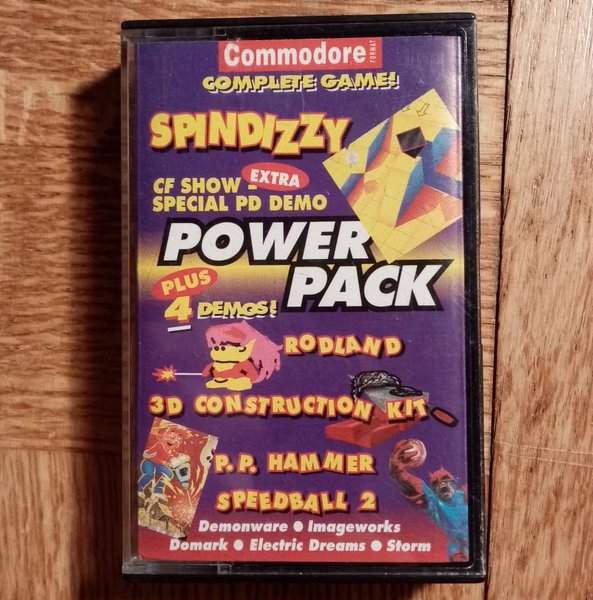 Commodore
FORMAT
COMPLETE GAME!
SPINDIZZY
EXTRA
CF SHOW -
SPECIAL PD DEMO
POWER
PACK
PLUS
4 DEMOS!
RODLAND
3D CONSTRUCTION KIT
P.P. HAMMER
SPEEDBALL 2
Demonware ● Imageworks
Domark ● Electric Dreams ● Storm